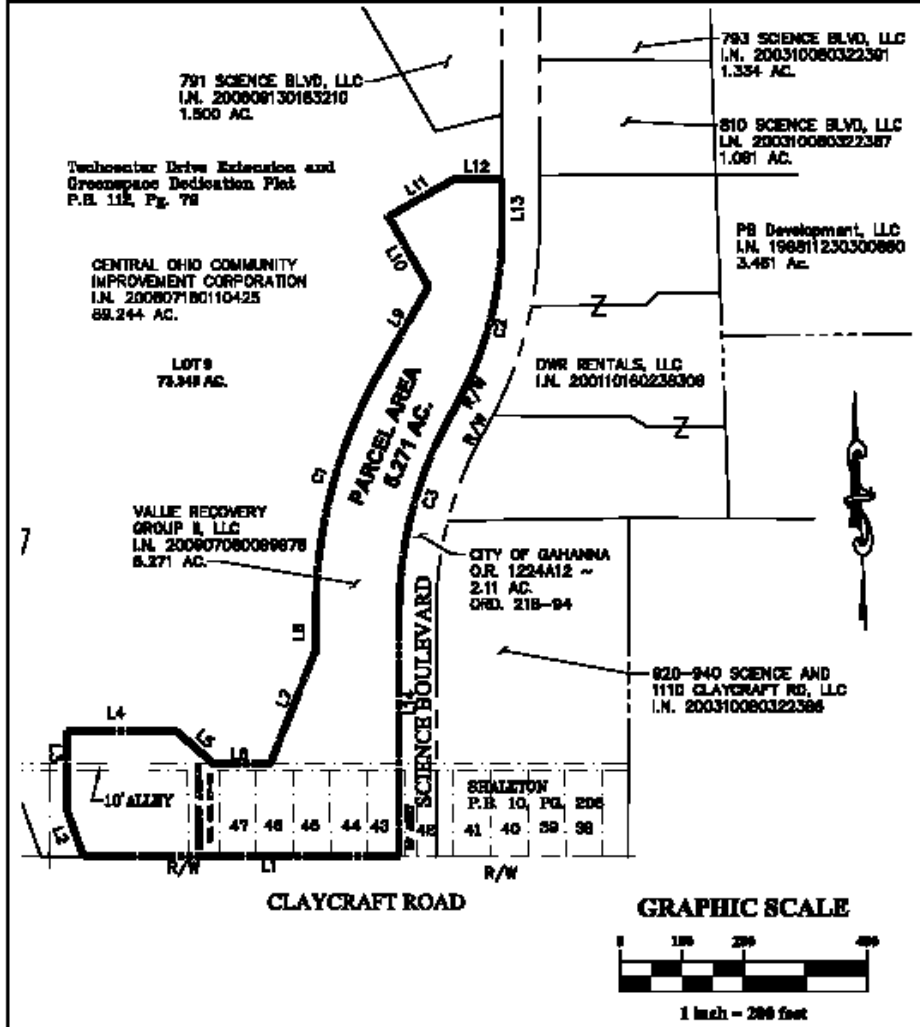 791 SCIENCE BLVD, LLC
I.N. 200609130183210
1.500 AC.
793 SCIENCE BLVD, LLC
I.N. 200310080322391
1.334 AC.
810 SCIENCE BLVD, LLC
I.N. 200310080322387
1.091 AC.
Techcenter Drive Extension and
Greenspace Dedication Plat
P.B. 112, Pg. 79
L12
L11
L13
L10
PB Development, LLC
I.N. 199811230300860
3.461 Ac.
CENTRAL OHIO COMMUNITY
IMPROVEMENT CORPORATION
I.N. 200607180110425
89.244 AC.
L9
C2
Z
LOT 9
73.349 AC.
DWR RENTALS, LLC
I.N. 200110160238308
R/W
R/W
Z
PARCEL AREA
5.271 AC.
C1
C3
VALUE RECOVERY
GROUP II, LLC
I.N. 200907080089878
5.271 AC.
7
CITY OF GAHANNA
O.R. 1224A12 ~
2.11 AC.
ORD. 218-94
SCIENCE BOULEVARD
L8
920-940 SCIENCE AND
1110 CLAYCRAFT RD, LLC
I.N. 200310080322386
L7
L14
L4
L5
L6
L3
10' ALLEY
SHALETON
P.B. 10, PG. 206
47
46
45
44
43
42
41
40
39
38
L2
R/W
L1
R/W
CLAYCRAFT ROAD
GRAPHIC SCALE
0 100 200 400
1 inch = 200 feet